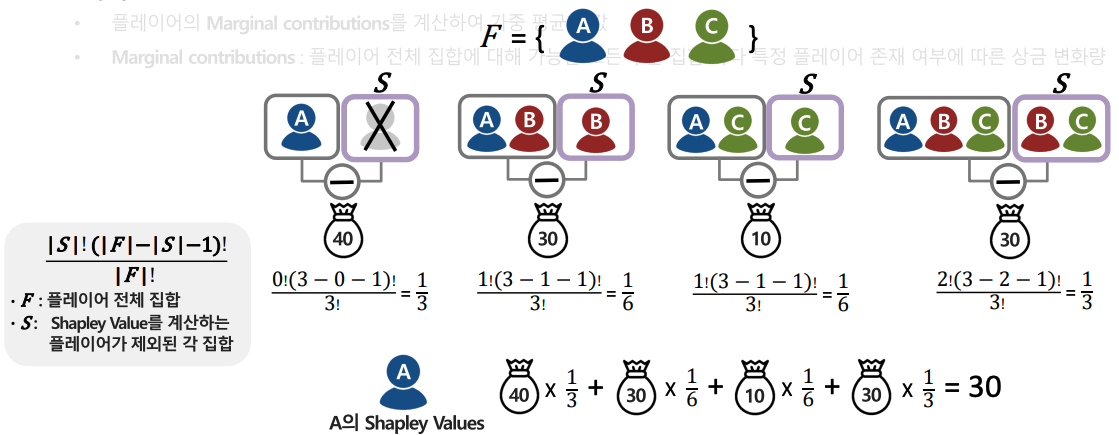 • 플레이어의 Marginal contributions를 계산하여 가중 평균
• Marginal contributions : 플레이어 전체 집합에 대해 특정 플레이어 존재 여부에 따른 상금 변화량
F = { A B C }
S S S S
A A B B A C C A B C B C
− − − −
40 30 10 30
|S|! (|F|−|S|−1)!
|F|!
· F : 플레이어 전체 집합
· S : Shapley Value를 계산하는
플레이어가 제외된 각 집합
0!(3 − 0 − 1)!/3! = 1/3 1!(3 − 1 − 1)!/3! = 1/6 1!(3 − 1 − 1)!/3! = 1/6 2!(3 − 2 − 1)!/3! = 1/3
A
A의 Shapley Values
40 x 1/3 + 30 x 1/6 + 10 x 1/6 + 30 x 1/3 = 30